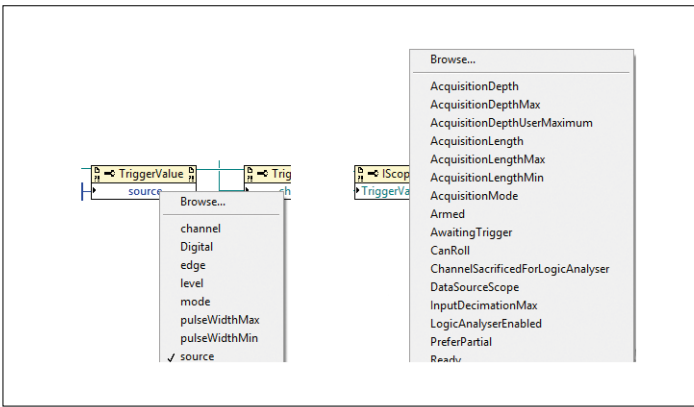 TriggerValue
source
Browse...
channel
Digital
edge
level
mode
pulseWidthMax
pulseWidthMin
✓ source
Trig
sh
IScop
TriggerVa
Browse...
AcquisitionDepth
AcquisitionDepthMax
AcquisitionDepthUserMaximum
AcquisitionLength
AcquisitionLengthMax
AcquisitionLengthMin
AcquisitionMode
Armed
AwaitingTrigger
CanRoll
ChannelSacrificedForLogicAnalyser
DataSourceScope
InputDecimationMax
LogicAnalyserEnabled
PreferPartial
Ready